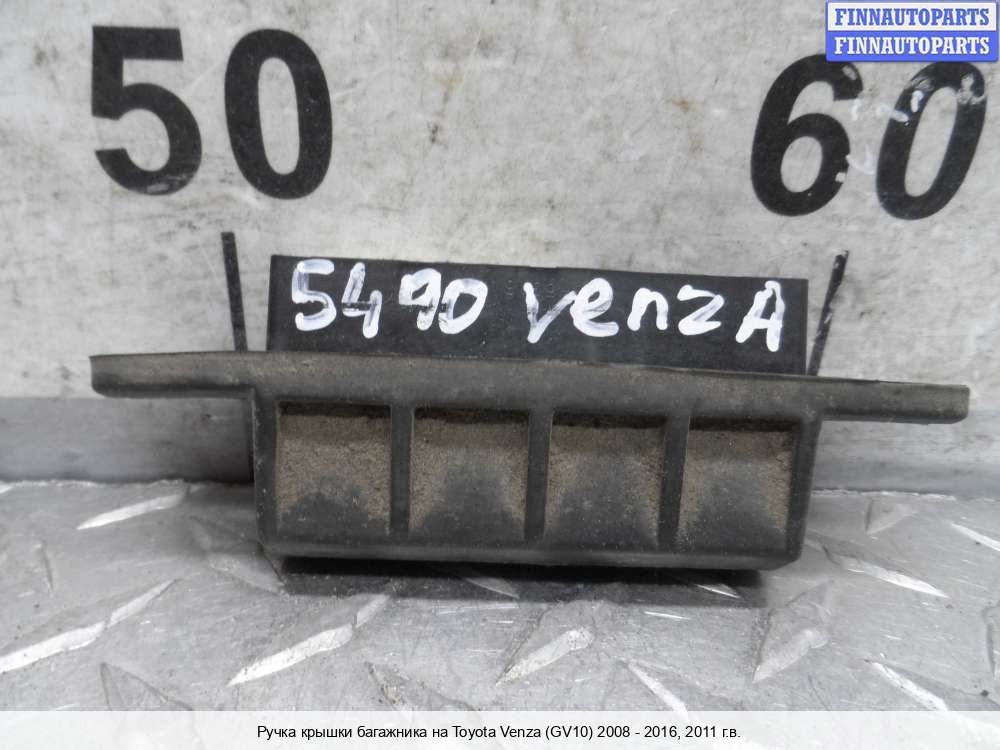 FINNAUTOPARTS
FINNAUTOPARTS
50 60
5490 venzA
Ручка крышки багажника на Toyota Venza (GV10) 2008 - 2016, 2011 г.в.